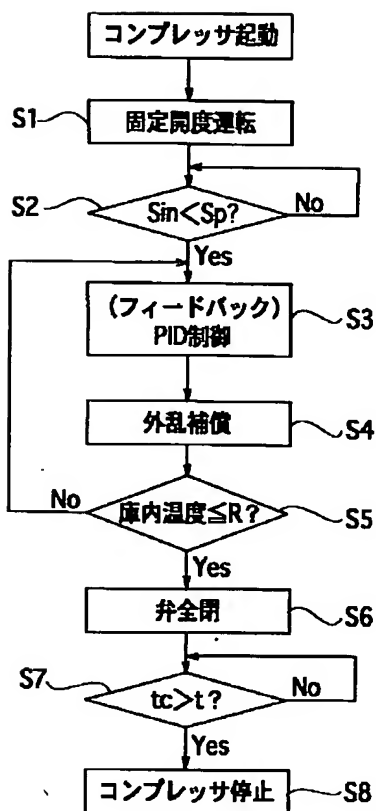 コンプレッサ起動
S1
固定開度運転
S2
Sin<Sp?
No
Yes
(フィードバック)
PID制御
S3
外乱補償
S4
No
庫内温度≦R?
S5
Yes
弁全閉
S6
S7
tc>t?
No
Yes
コンプレッサ停止
S8